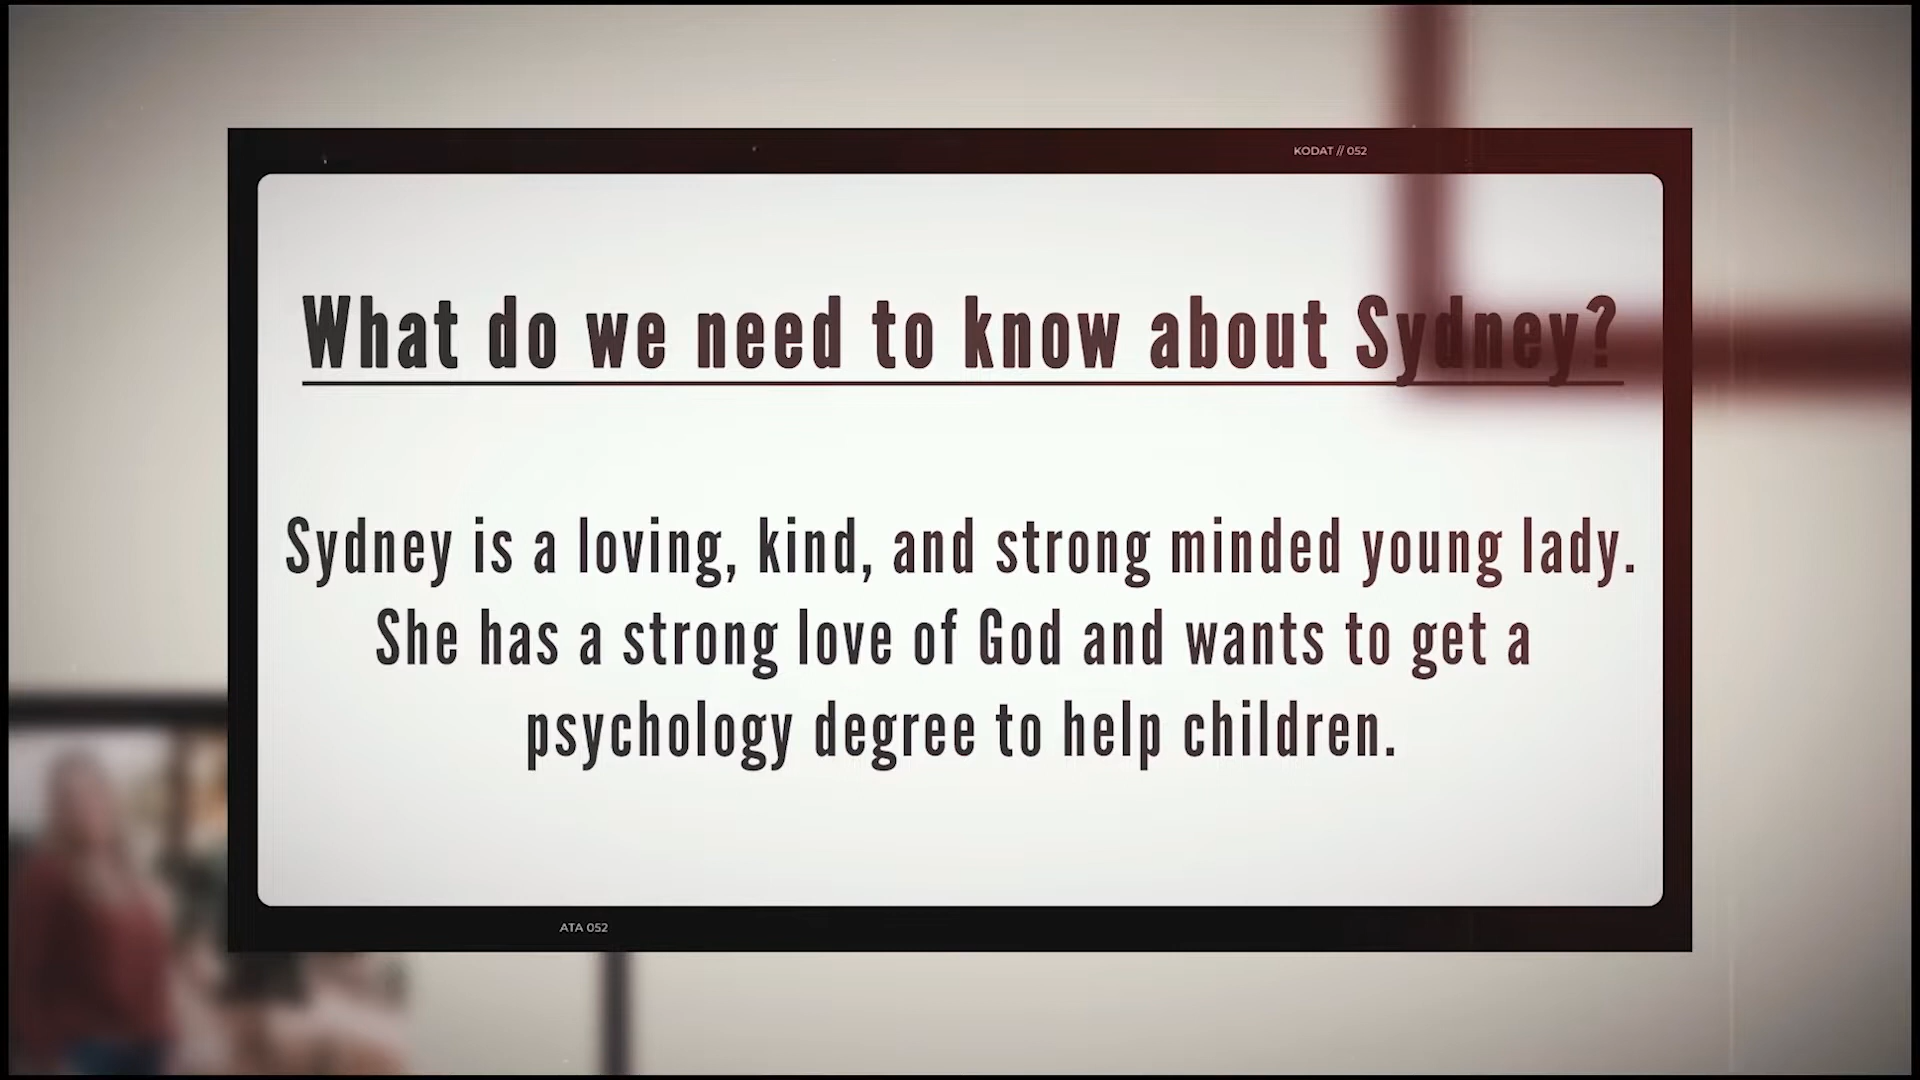 KODAT // 052
What do we need to know about Sydney?
Sydney is a loving, kind, and strong minded young lady.
She has a strong love of God and wants to get a
psychology degree to help children.
ATA 052